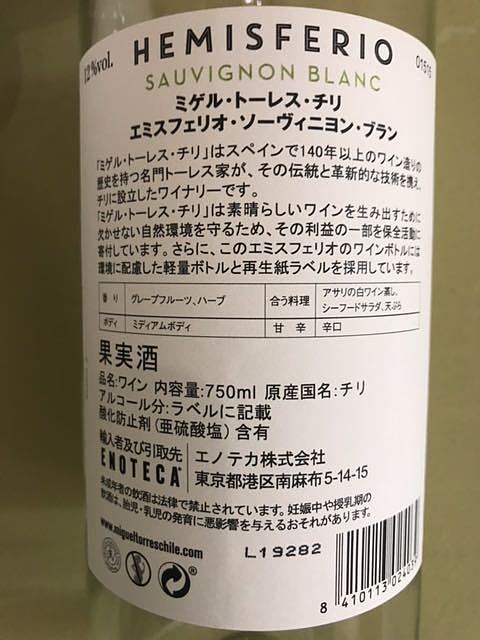 12%vol.
HEMISFERIO
SAUVIGNON BLANC
ミゲル・トーレス・チリ
エミスフェリオ・ソーヴィニヨン・ブラン
「ミゲル・トーレス・チリ」はスペインで140年以上のワイン造りの
歴史を持つ名門トーレス家が、その伝統と革新的な技術を携え、
チリに設立したワイナリーです。
「ミゲル・トーレス・チリ」は素晴らしいワインを生み出すために
欠かせない自然環境を守るため、その利益の一部を保全活動に
寄付しています。さらに、このエミスフェリオのワインボトルには
環境に配慮した軽量ボトルと再生紙ラベルを採用しています。
香り グレープフルーツ、ハーブ 合う料理 アサリの白ワイン蒸し、
シーフードサラダ、天ぷら
ボディ ミディアムボディ 甘辛 辛口
果実酒
品名:ワイン 内容量:750ml 原産国名:チリ
アルコール分:ラベルに記載
酸化防止剤(亜硫酸塩)含有
輸入者及び引取先 エノテカ株式会社
ENOTECA® 東京都港区南麻布5-14-15
未成年者の飲酒は法律で禁止されています。妊娠中や授乳期の
飲酒は、胎児・乳児の発育に悪影響を与えるおそれがあります。
www.migueltorreschile.com
L19282
8 410113 02403